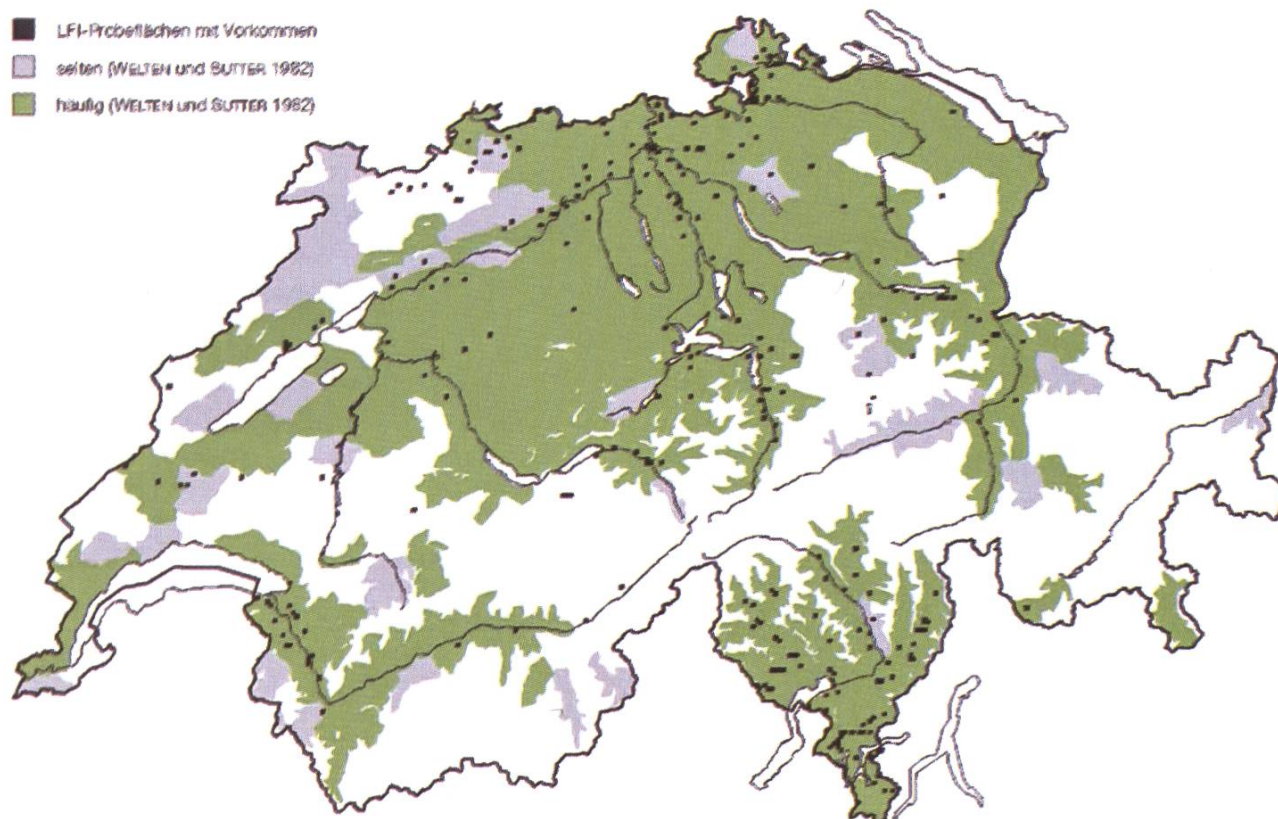 LFI-Probeflächen mit Vorkommen
selten (WELTEN und SUTTER 1982)
häufig (WELTEN und SUTTER 1982)